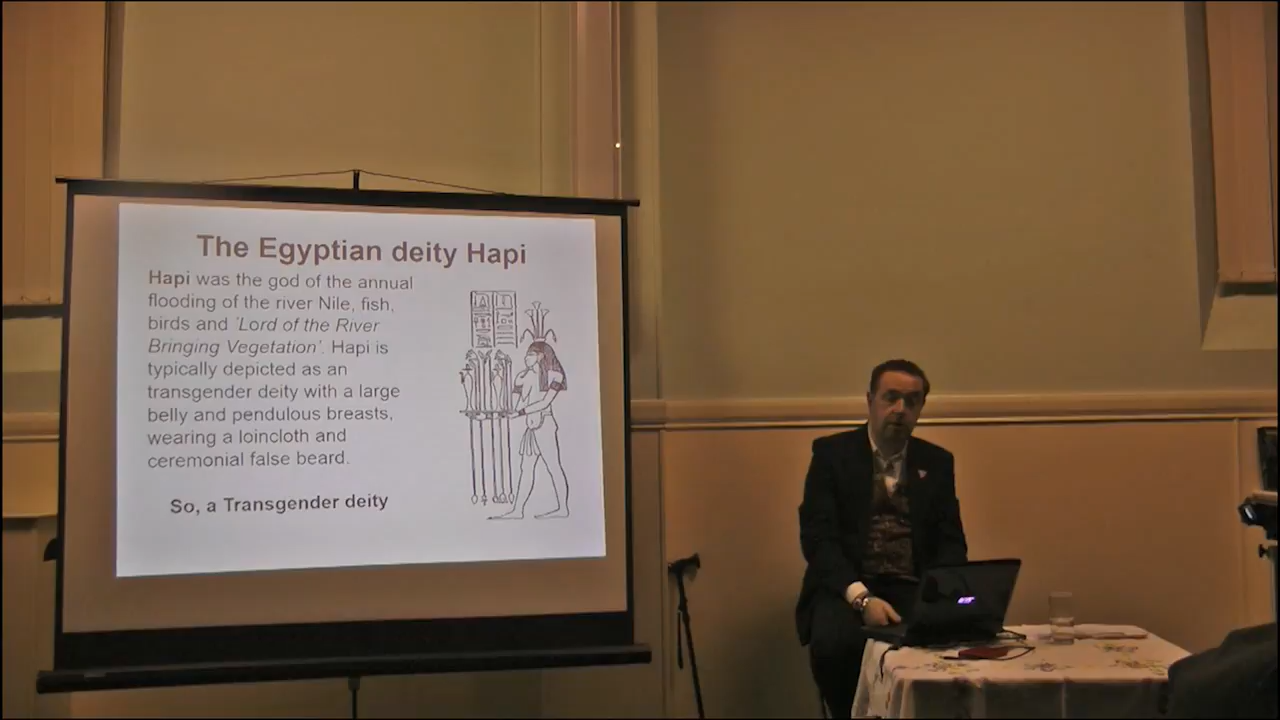 The Egyptian deity Hapi
Hapi was the god of the annual
flooding of the river Nile, fish,
birds and 'Lord of the River
Bringing Vegetation'. Hapi is
typically depicted as an
transgender deity with a large
belly and pendulous breasts,
wearing a loincloth and
ceremonial false beard.
So, a Transgender deity